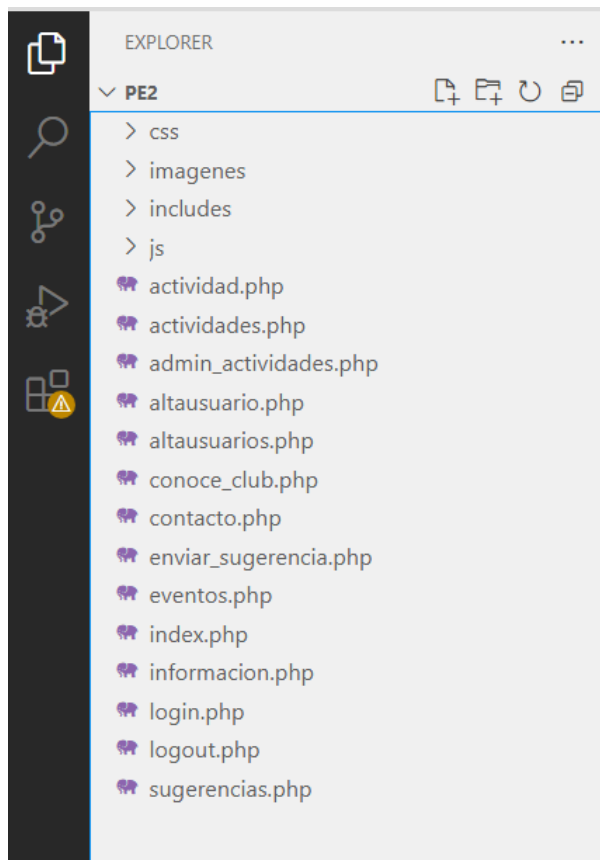 EXPLORER
PE2
css
imagenes
includes
js
actividad.php
actividades.php
admin_actividades.php
altausuario.php
altausuarios.php
conoce_club.php
contacto.php
enviar_sugerencia.php
eventos.php
index.php
informacion.php
login.php
logout.php
sugerencias.php